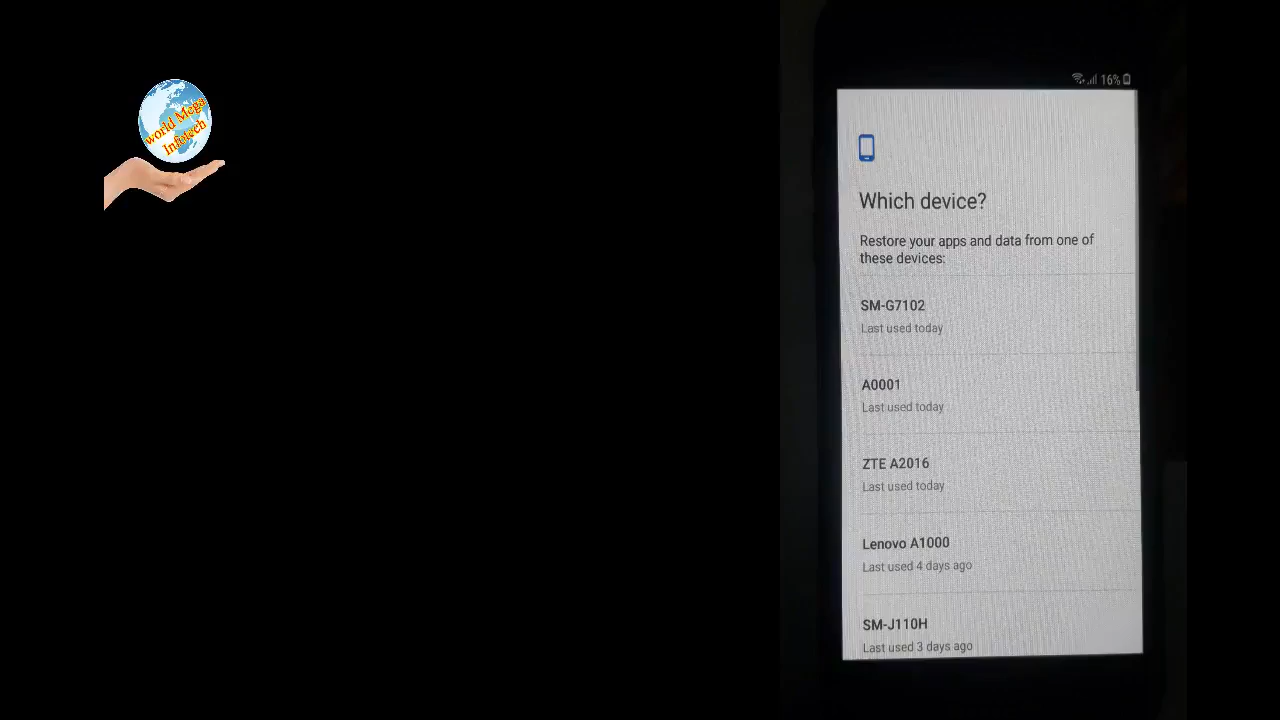 world Mega
Infotech
16%
Which device?
Restore your apps and data from one of
these devices:
SM-G7102
Last used today
A0001
Last used today
ZTE A2016
Last used today
Lenovo A1000
Last used 4 days ago
SM-J110H
Last used 3 days ago